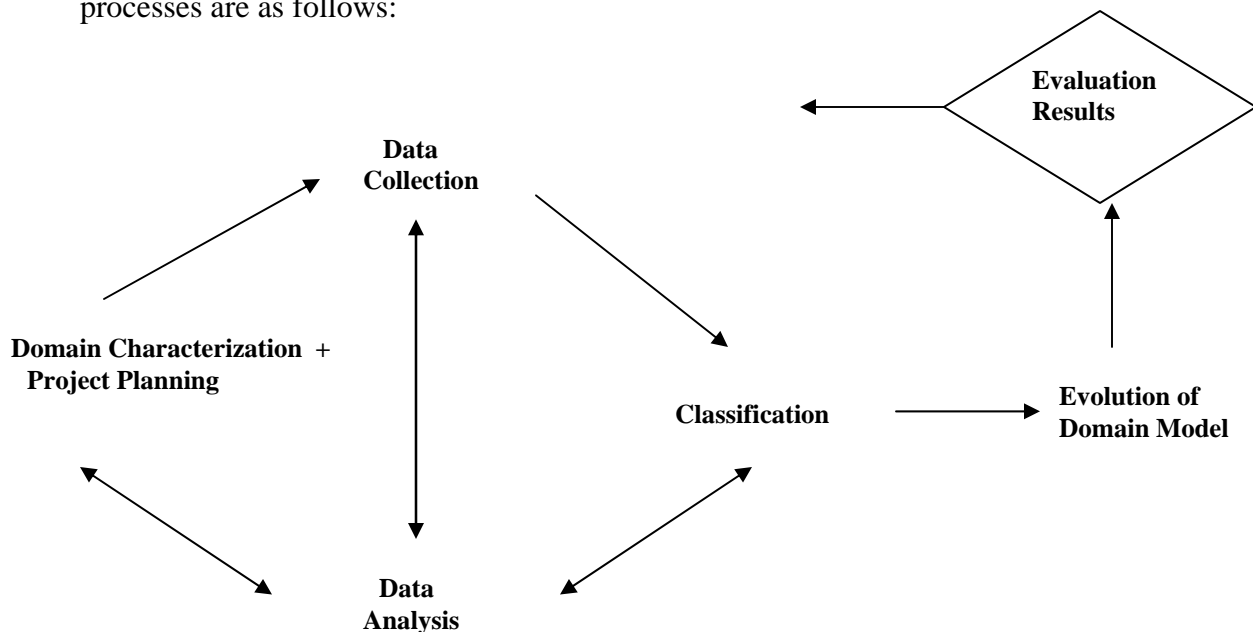 processes are as follows:
Evaluation
Results
Data
Collection
Domain Characterization +
Project Planning
Classification
Evolution of
Domain Model
Data
Analysis